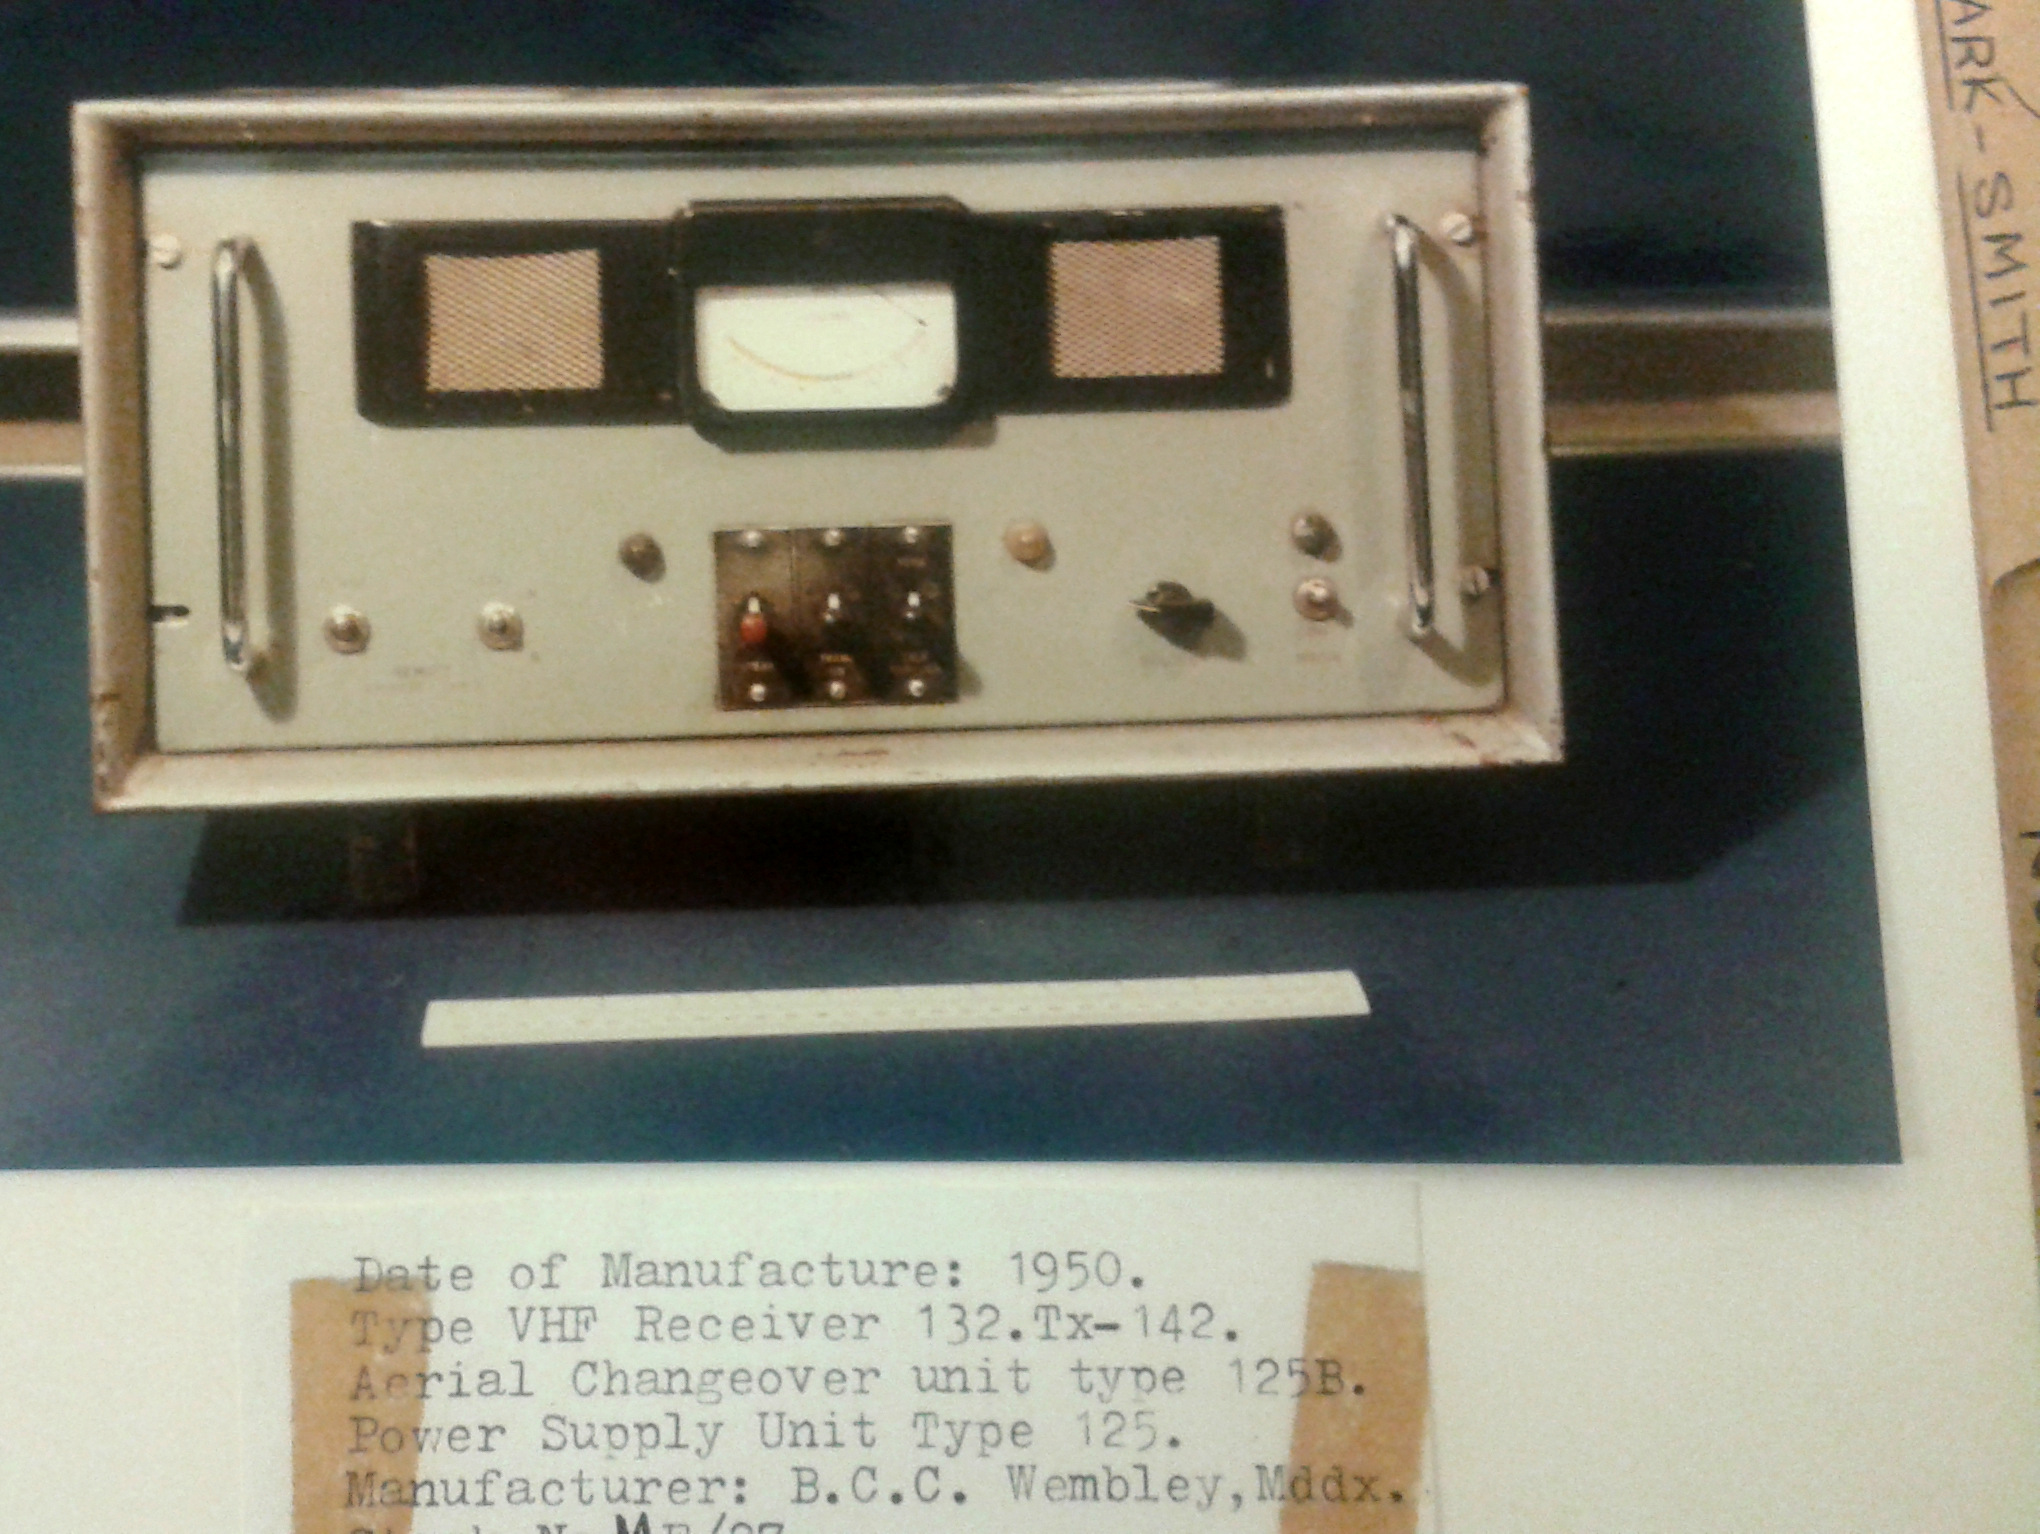 ARK-SMITH
Date of Manufacture: 1950.
Type VHF Receiver 132.Tx-142.
Aerial Changeover unit type 125B.
Power Supply Unit Type 125.
Manufacturer: B.C.C. Wembley,Mddx.